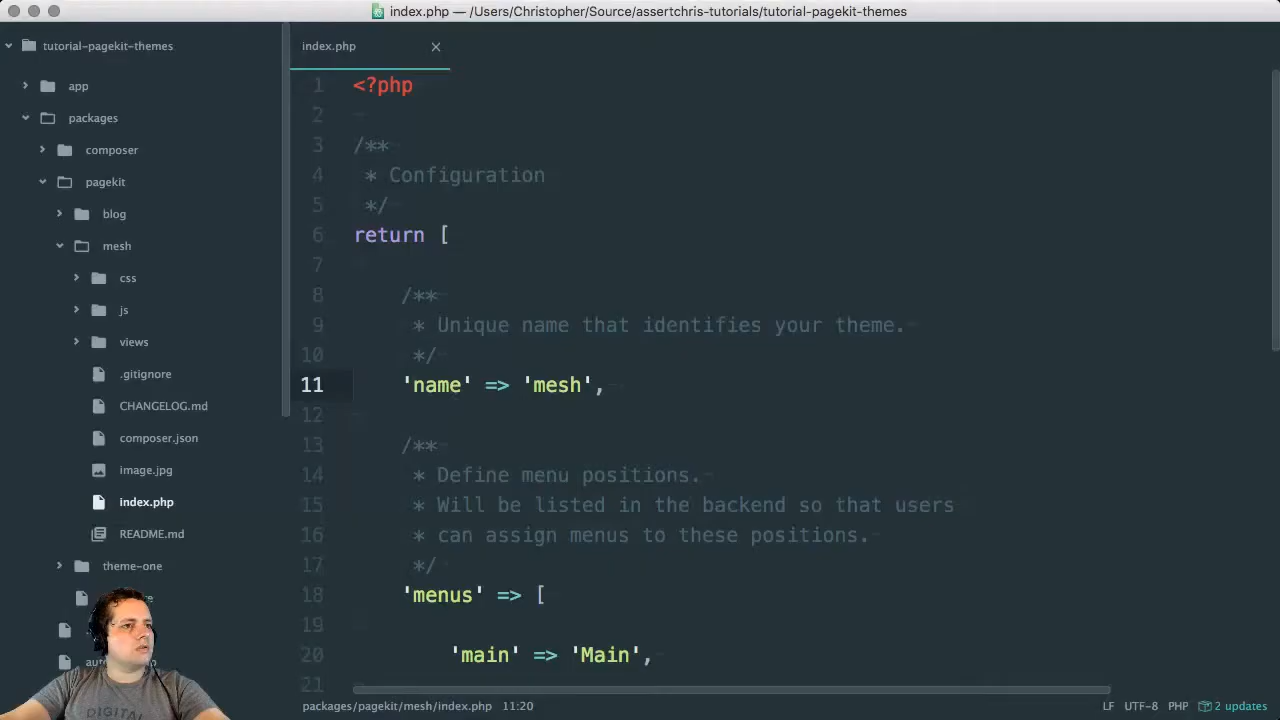 index.php — /Users/Christopher/Source/assertchris-tutorials/tutorial-pagekit-themes
tutorial-pagekit-themes
app
packages
composer
pagekit
blog
mesh
css
js
views
.gitignore
CHANGELOG.md
composer.json
image.jpg
index.php
README.md
theme-one
index.php
1 <?php
2
3 /**
4 * Configuration
5 */
6 return [
7
8 /**
9 * Unique name that identifies your theme.
10 */
11 'name' => 'mesh',
12
13 /**
14 * Define menu positions.
15 * Will be listed in the backend so that users
16 * can assign menus to these positions.
17 */
18 'menus' => [
19
20 'main' => 'Main',
21
packages/pagekit/mesh/index.php 11:20
LF UTF-8 PHP 2 updates
DIGITAL